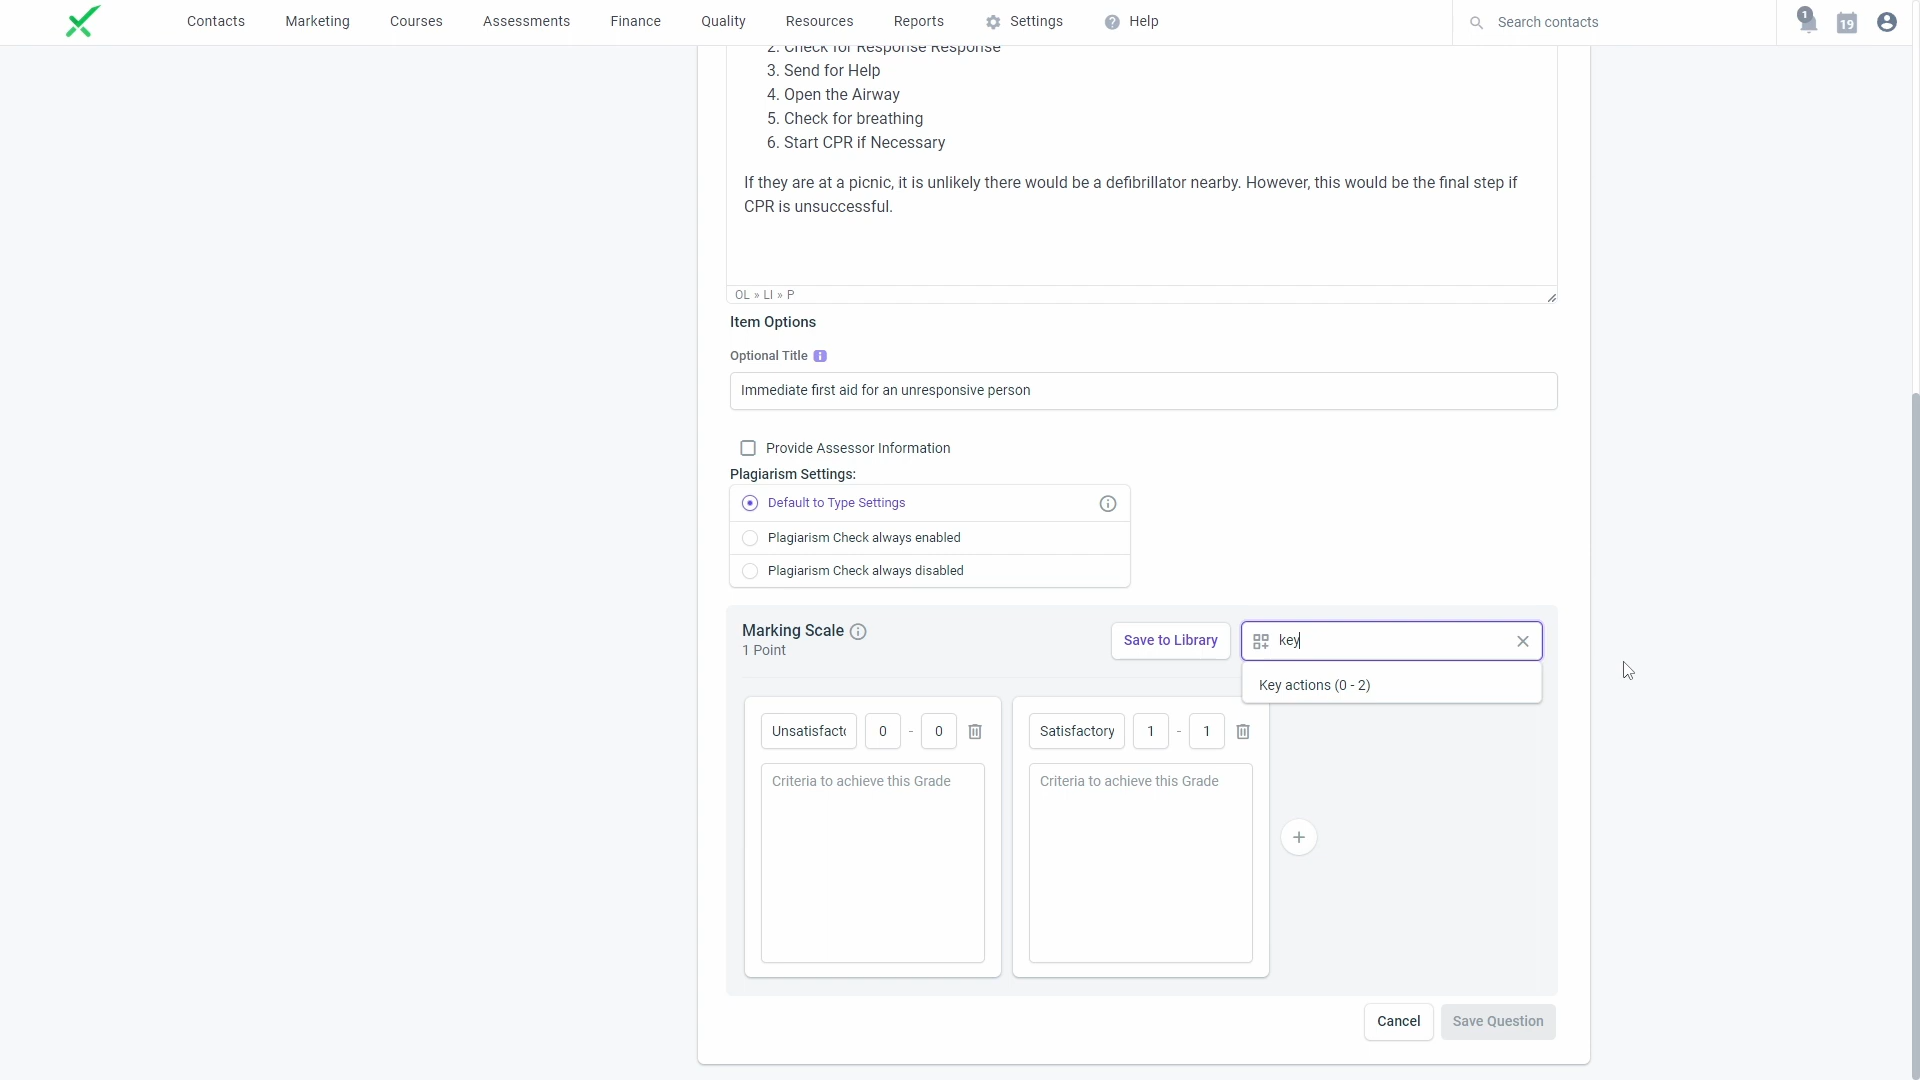 Contacts
Marketing
Courses
Assessments
Finance
Quality
Resources
Reports
Settings
Help
Search contacts
1
19
2. Check for Response Response
3. Send for Help
4. Open the Airway
5. Check for breathing
6. Start CPR if Necessary
If they are at a picnic, it is unlikely there would be a defibrillator nearby. However, this would be the final step if
CPR is unsuccessful.
OL » LI » P
Item Options
Optional Title
Immediate first aid for an unresponsive person
Provide Assessor Information
Plagiarism Settings:
Default to Type Settings
Plagiarism Check always enabled
Plagiarism Check always disabled
Marking Scale
1 Point
Save to Library
key
Key actions (0 - 2)
Unsatisfacto
0 - 0
Satisfactory
1 - 1
Criteria to achieve this Grade
Criteria to achieve this Grade
Cancel
Save Question